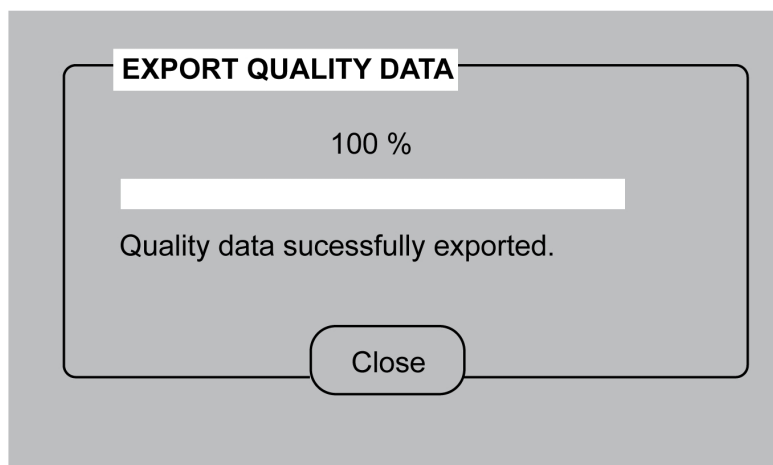 EXPORT QUALITY DATA
100 %
Quality data sucessfully exported.
Close